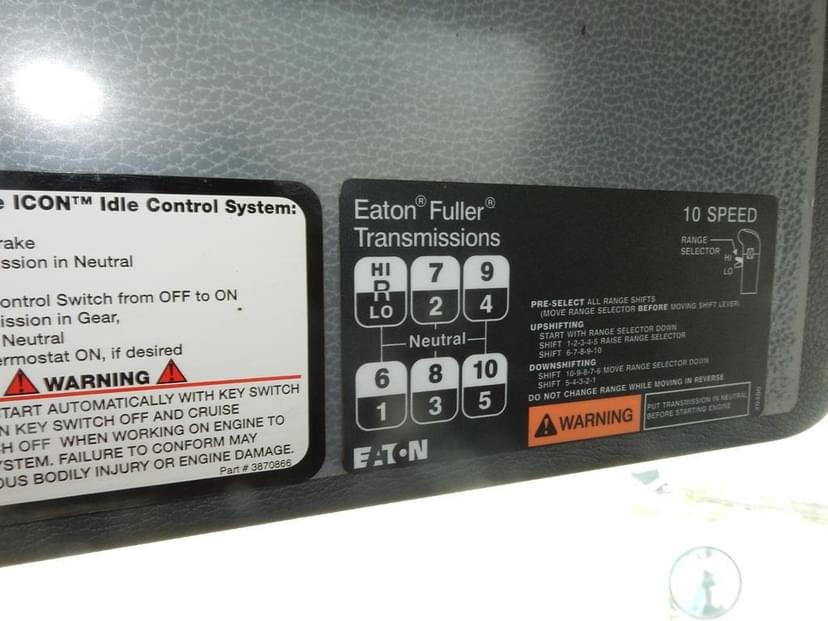 e ICON™ Idle Control System:
rake
ssion in Neutral
ontrol Switch from OFF to ON
ission in Gear,
Neutral
ermostat ON, if desired
WARNING
TART AUTOMATICALLY WITH KEY SWITCH
N KEY SWITCH OFF AND CRUISE
H OFF WHEN WORKING ON ENGINE TO
YSTEM. FAILURE TO CONFORM MAY
OUS BODILY INJURY OR ENGINE DAMAGE.
Part # 3870866
Eaton® Fuller®
Transmissions
10 SPEED
RANGE
SELECTOR
HI
LO
HI 7 9
R
LO 2 4
Neutral
6 8 10
1 3 5
EATON
PRE-SELECT ALL RANGE SHIFTS
(MOVE RANGE SELECTOR BEFORE MOVING SHIFT LEVER)
UPSHIFTING
START WITH RANGE SELECTOR DOWN
SHIFT 1-2-3-4-5 RAISE RANGE SELECTOR
SHIFT 6-7-8-9-10
DOWNSHIFTING
SHIFT 10-9-8-7-6 MOVE RANGE SELECTOR DOWN
SHIFT 5-4-3-2-1
DO NOT CHANGE RANGE WHILE MOVING IN REVERSE
WARNING
PUT TRANSMISSION IN NEUTRAL
BEFORE STARTING ENGINE